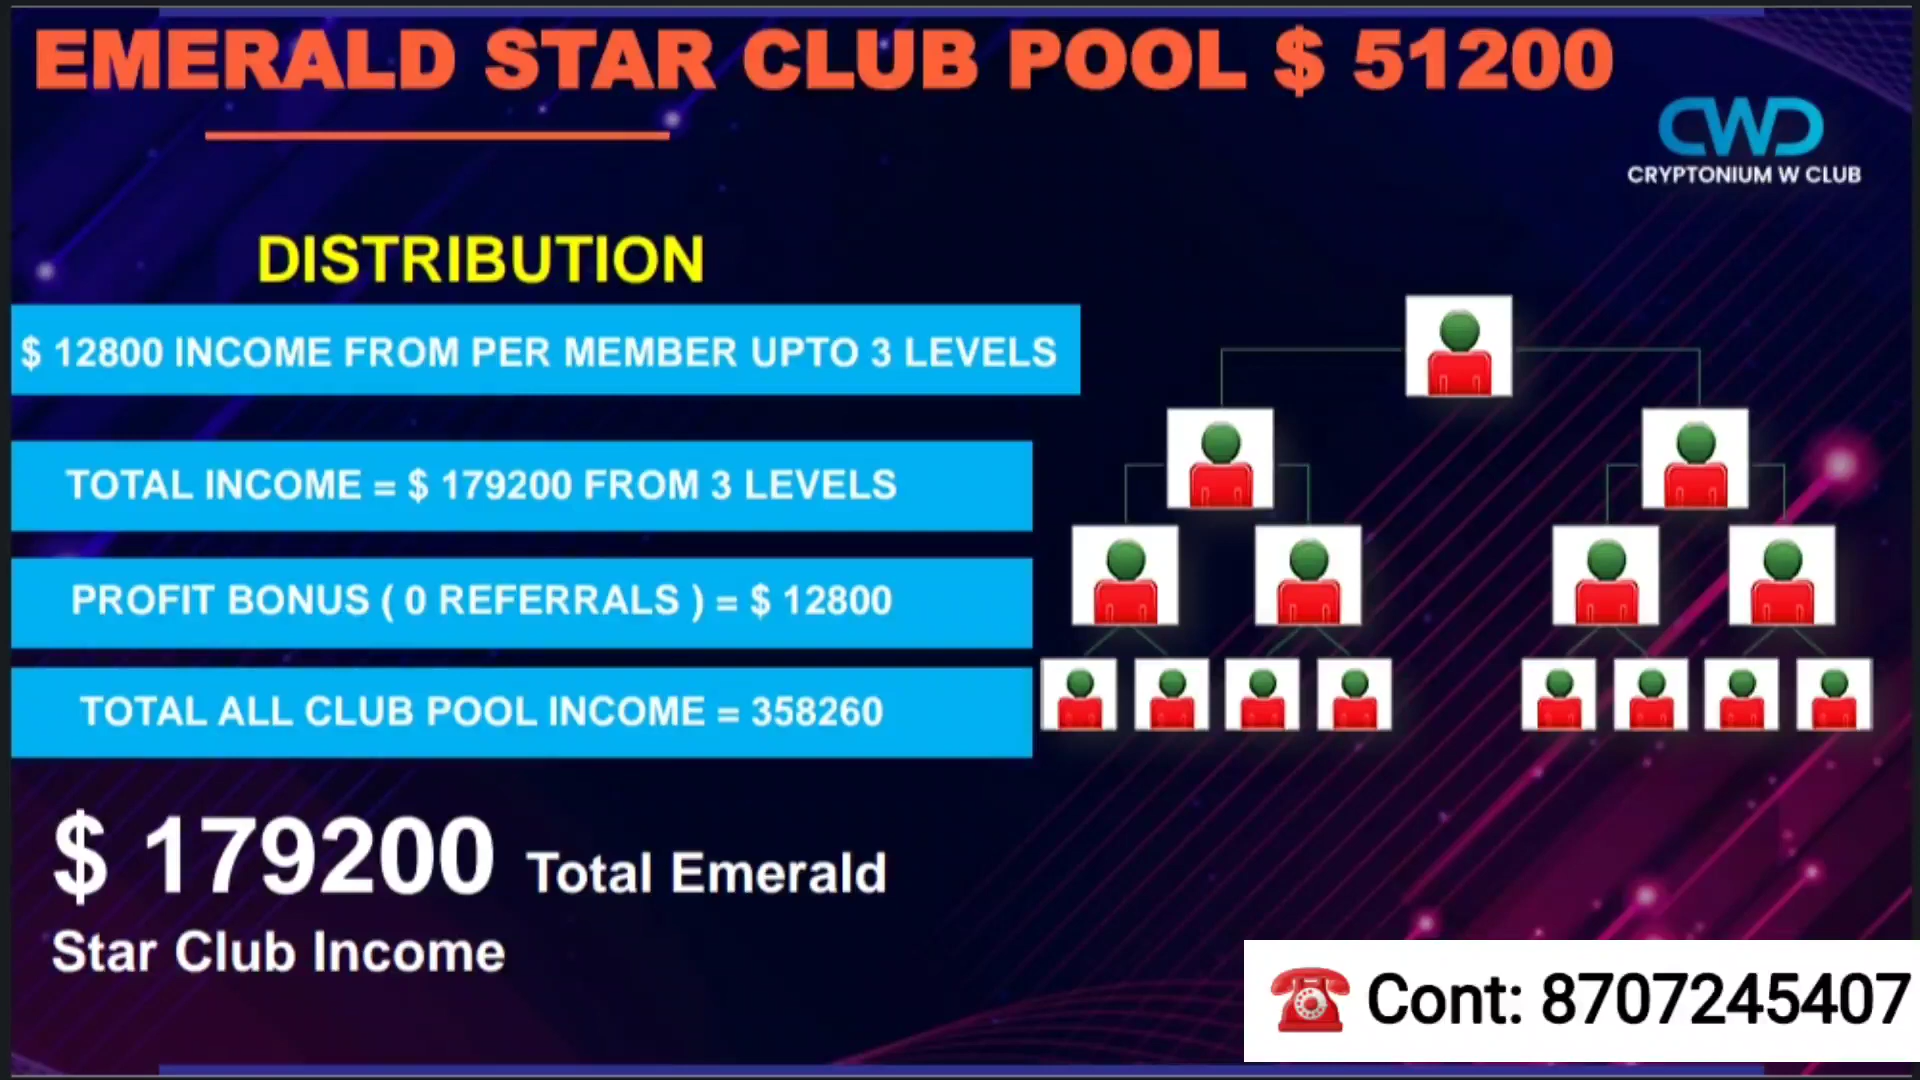 EMERALD STAR CLUB POOL $ 51200
CWD
CRYPTONIUM W CLUB
DISTRIBUTION
$ 12800 INCOME FROM PER MEMBER UPTO 3 LEVELS
TOTAL INCOME = $ 179200 FROM 3 LEVELS
PROFIT BONUS ( 0 REFERRALS ) = $ 12800
TOTAL ALL CLUB POOL INCOME = 358260
$ 179200 Total Emerald
Star Club Income
Cont: 8707245407